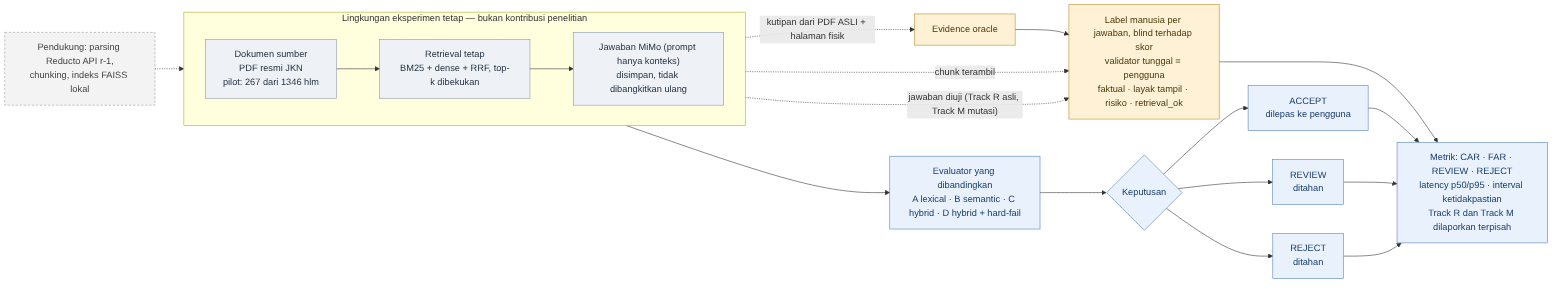 Lingkungan eksperimen tetap — bukan kontribusi penelitian
Pendukung: parsing
Reducto API r-1,
chunking, indeks FAISS
lokal
Dokumen sumber
PDF resmi JKN
pilot: 267 dari 1346 hlm
Retrieval tetap
BM25 + dense + RRF, top-
k dibekukan
Jawaban MiMo (prompt
hanya konteks)
disimpan, tidak
dibangkitkan ulang
kutipan dari PDF ASLI +
halaman fisik
chunk terambil
jawaban diuji (Track R asli,
Track M mutasi)
Evidence oracle
Label manusia per
jawaban, blind terhadap
skor
validator tunggal =
pengguna
faktual · layak tampil ·
risiko · retrieval_ok
Evaluator yang
dibandingkan
A lexical · B semantic · C
hybrid · D hybrid + hard-fail
Keputusan
ACCEPT
dilepas ke pengguna
REVIEW
ditahan
REJECT
ditahan
Metrik: CAR · FAR ·
REVIEW · REJECT
latency p50/p95 · interval
ketidakpastian
Track R dan Track M
dilaporkan terpisah